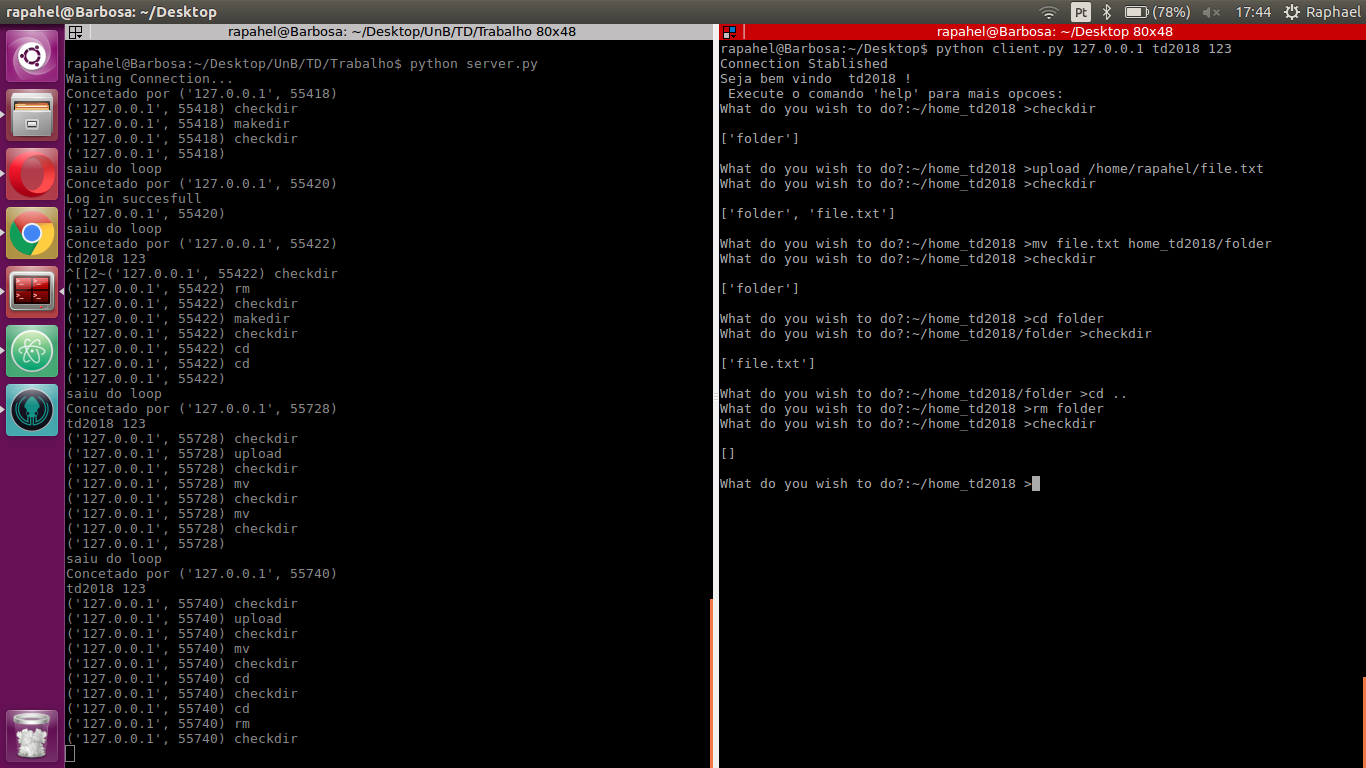 rapahel@Barbosa: ~/Desktop
Pt
(78%)
17:44
Raphael
rapahel@Barbosa: ~/Desktop/UnB/TD/Trabalho 80x48
rapahel@Barbosa:~/Desktop/UnB/TD/Trabalho$ python server.py
Waiting Connection...
Concetado por ('127.0.0.1', 55418)
('127.0.0.1', 55418) checkdir
('127.0.0.1', 55418) makedir
('127.0.0.1', 55418) checkdir
('127.0.0.1', 55418)
saiu do loop
Concetado por ('127.0.0.1', 55420)
Log in succesfull
('127.0.0.1', 55420)
saiu do loop
Concetado por ('127.0.0.1', 55422)
td2018 123
^[[2~('127.0.0.1', 55422) checkdir
('127.0.0.1', 55422) rm
('127.0.0.1', 55422) checkdir
('127.0.0.1', 55422) makedir
('127.0.0.1', 55422) checkdir
('127.0.0.1', 55422) cd
('127.0.0.1', 55422) cd
('127.0.0.1', 55422)
saiu do loop
Concetado por ('127.0.0.1', 55728)
td2018 123
('127.0.0.1', 55728) checkdir
('127.0.0.1', 55728) upload
('127.0.0.1', 55728) checkdir
('127.0.0.1', 55728) mv
('127.0.0.1', 55728) checkdir
('127.0.0.1', 55728) mv
('127.0.0.1', 55728) checkdir
('127.0.0.1', 55728)
saiu do loop
Concetado por ('127.0.0.1', 55740)
td2018 123
('127.0.0.1', 55740) checkdir
('127.0.0.1', 55740) upload
('127.0.0.1', 55740) checkdir
('127.0.0.1', 55740) mv
('127.0.0.1', 55740) checkdir
('127.0.0.1', 55740) cd
('127.0.0.1', 55740) checkdir
('127.0.0.1', 55740) cd
('127.0.0.1', 55740) rm
('127.0.0.1', 55740) checkdir
rapahel@Barbosa: ~/Desktop 80x48
rapahel@Barbosa:~/Desktop$ python client.py 127.0.0.1 td2018 123
Connection Stablished
Seja bem vindo  td2018 !
 Execute o comando 'help' para mais opcoes:
What do you wish to do?:~/home_td2018 >checkdir
['folder']
What do you wish to do?:~/home_td2018 >upload /home/rapahel/file.txt
What do you wish to do?:~/home_td2018 >checkdir
['folder', 'file.txt']
What do you wish to do?:~/home_td2018 >mv file.txt home_td2018/folder
What do you wish to do?:~/home_td2018 >checkdir
['folder']
What do you wish to do?:~/home_td2018 >cd folder
What do you wish to do?:~/home_td2018/folder >checkdir
['file.txt']
What do you wish to do?:~/home_td2018/folder >cd ..
What do you wish to do?:~/home_td2018 >rm folder
What do you wish to do?:~/home_td2018 >checkdir
[]
What do you wish to do?:~/home_td2018 >